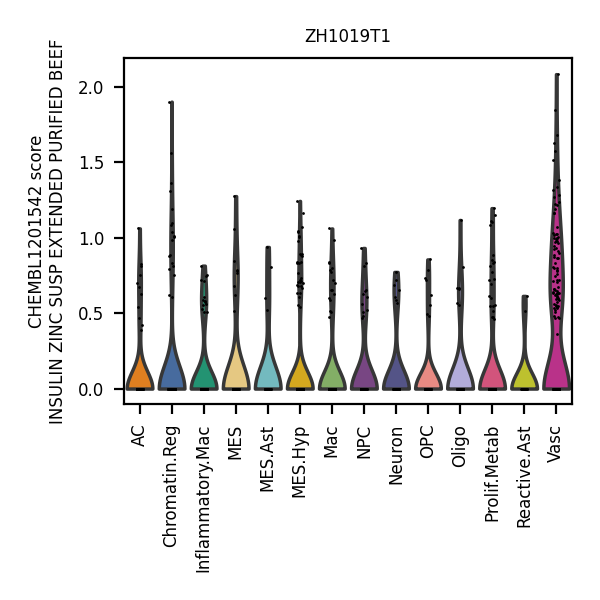 ZH1019T1
CHEMBL1201542 score
INSULIN ZINC SUSP EXTENDED PURIFIED BEEF
2.0
1.5
1.0
0.5
0.0
AC
Chromatin.Reg
Inflammatory.Mac
MES
MES.Ast
MES.Hyp
Mac
NPC
Neuron
OPC
Oligo
Prolif.Metab
Reactive.Ast
Vasc